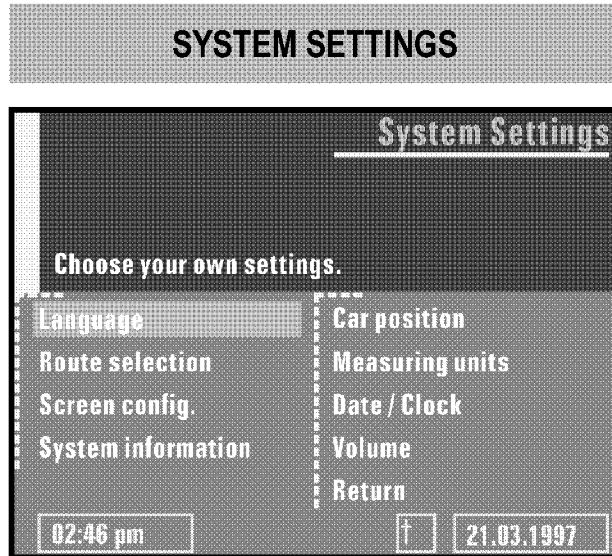 SYSTEM SETTINGS
System Settings
Choose your own settings.
Language
Route selection
Screen config.
System information
Car position
Measuring units
Date / Clock
Volume
Return
02:46 pm
†
21.03.1997